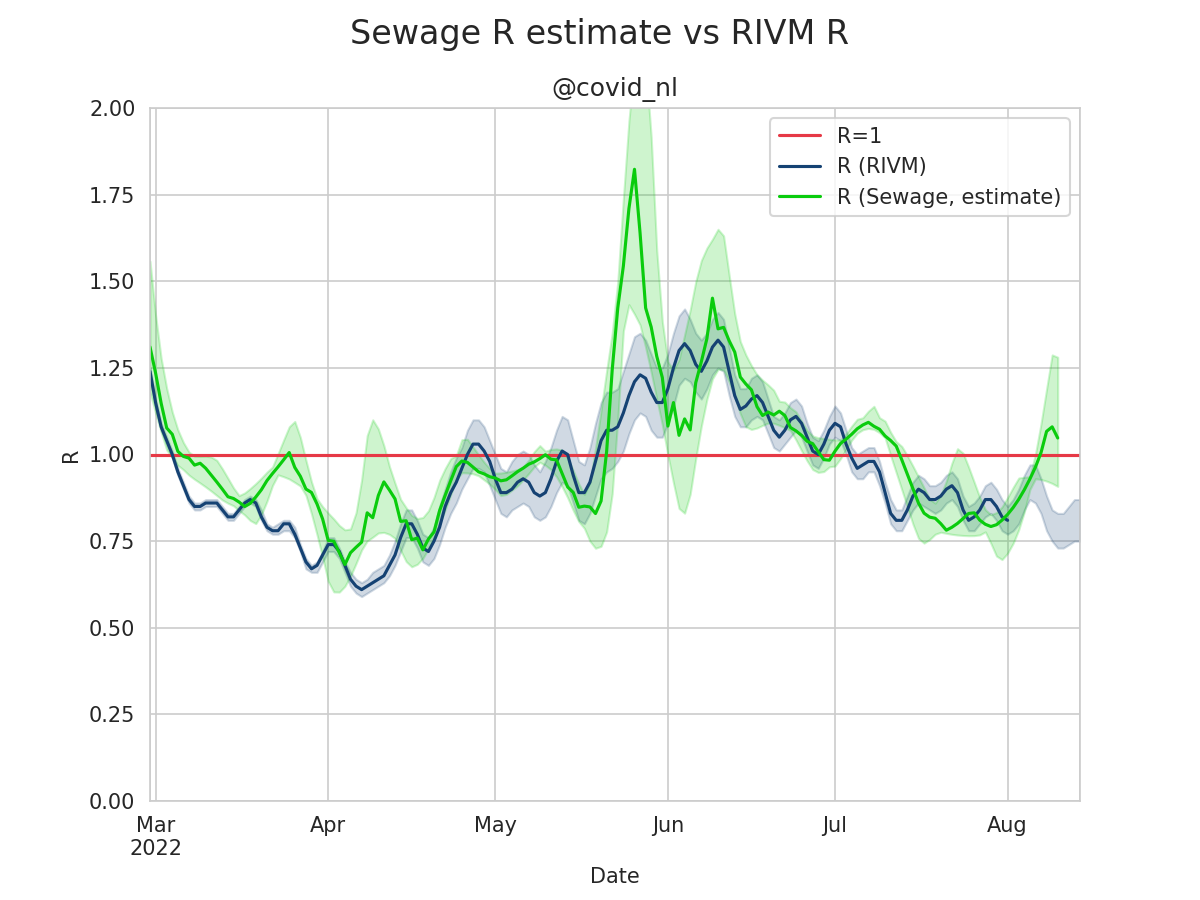 Sewage R estimate vs RIVM R
@covid_nl
R=1
R (RIVM)
R (Sewage, estimate)
2.00
1.75
1.50
1.25
1.00
0.75
0.50
0.25
0.00
R
Mar Apr May Jun Jul Aug
2022
Date